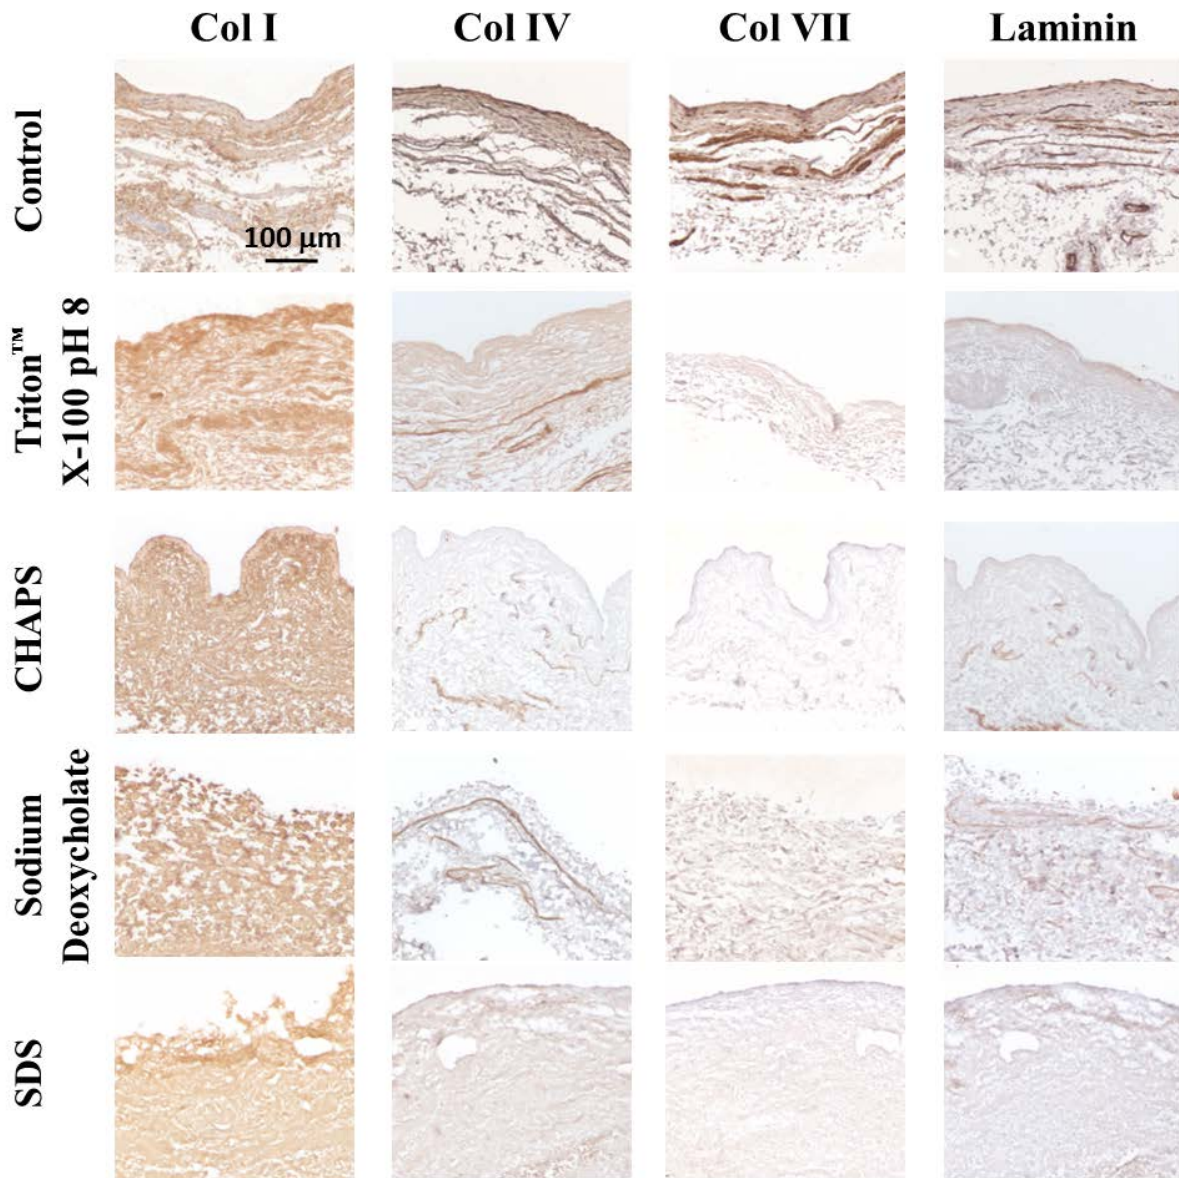 Col I Col IV Col VII Laminin
Control
100 μm
Triton™
X-100 pH 8
CHAPS
Sodium
Deoxycholate
SDS